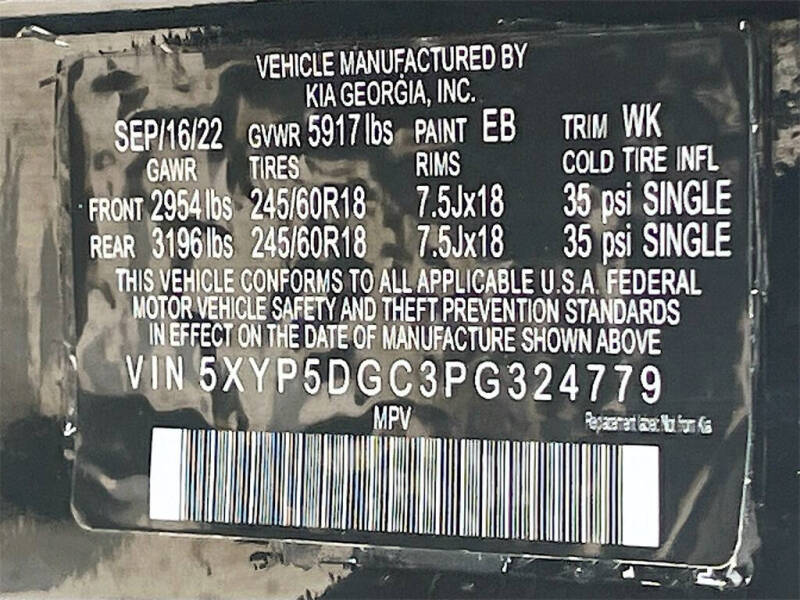 VEHICLE MANUFACTURED BY
KIA GEORGIA, INC.
SEP/16/22 GVWR 5917 lbs PAINT EB TRIM WK
GAWR TIRES RIMS COLD TIRE INFL
FRONT 2954 lbs 245/60R18 7.5Jx18 35 psi SINGLE
REAR 3196 lbs 245/60R18 7.5Jx18 35 psi SINGLE
THIS VEHICLE CONFORMS TO ALL APPLICABLE U.S.A. FEDERAL
MOTOR VEHICLE SAFETY AND THEFT PREVENTION STANDARDS
IN EFFECT ON THE DATE OF MANUFACTURE SHOWN ABOVE
VIN 5XYP5DGC3PG324779
MPV
Replacement label: Not from Kia